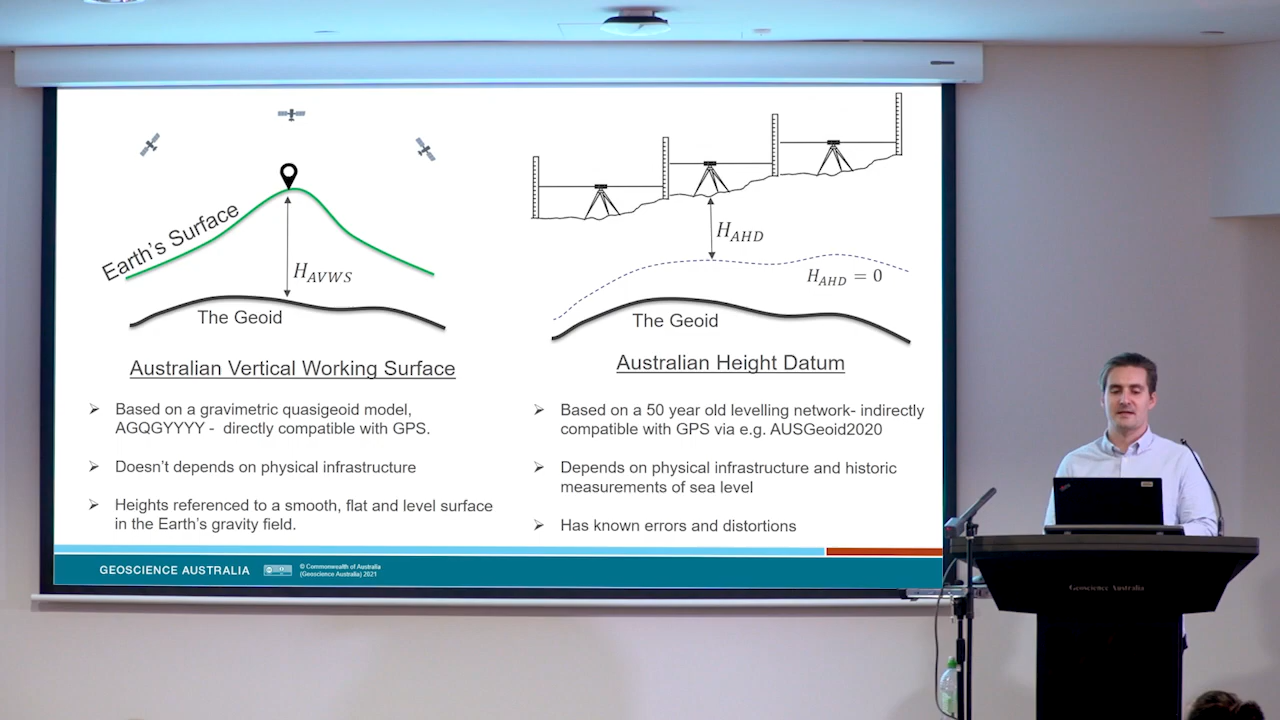 Earth's Surface
H_AVWS
The Geoid
Australian Vertical Working Surface
Based on a gravimetric quasigeoid model,
AGQGYYYY - directly compatible with GPS.
Doesn't depends on physical infrastructure
Heights referenced to a smooth, flat and level surface
in the Earth's gravity field.
H_AHD
H_AHD = 0
The Geoid
Australian Height Datum
Based on a 50 year old levelling network- indirectly
compatible with GPS via e.g. AUSGeoid2020
Depends on physical infrastructure and historic
measurements of sea level
Has known errors and distortions
GEOSCIENCE AUSTRALIA
© Commonwealth of Australia
(Geoscience Australia) 2021
Geoscience Australia